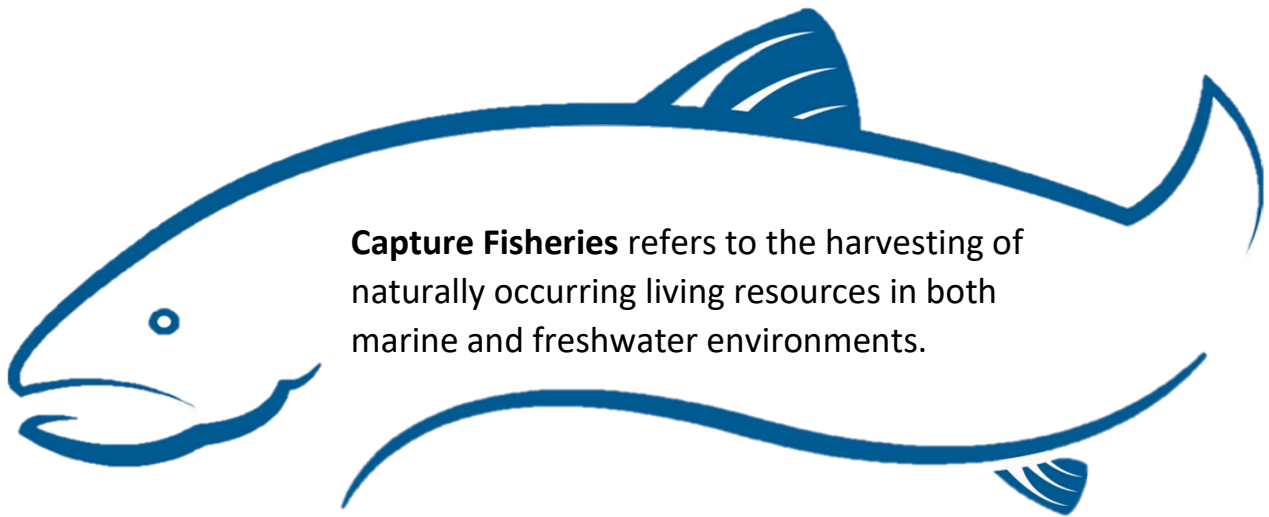 Capture Fisheries refers to the harvesting of
naturally occurring living resources in both
marine and freshwater environments.